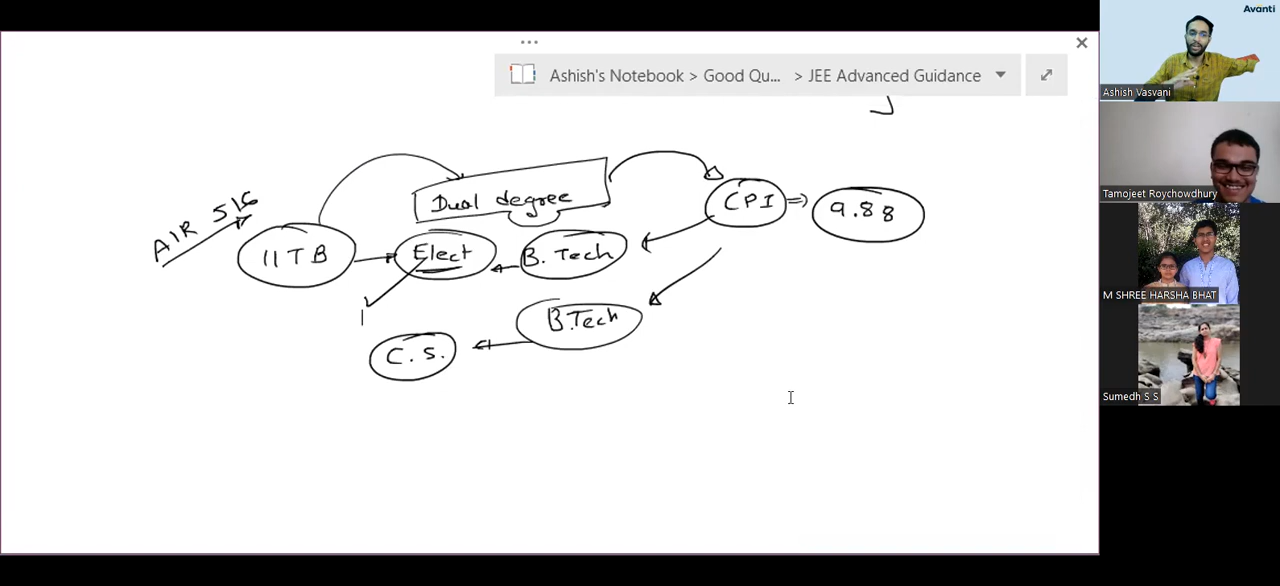 Avanti
...
Ashish's Notebook > Good Qu... > JEE Advanced Guidance
Ashish Vasvani
AIR 516
Dual degree
CPI ⇒ 9.88
IITB
Elect
B. Tech
Tamojeet Roychowdhury
B.Tech
C. S.
M SHREE HARSHA BHAT
Sumedh S S